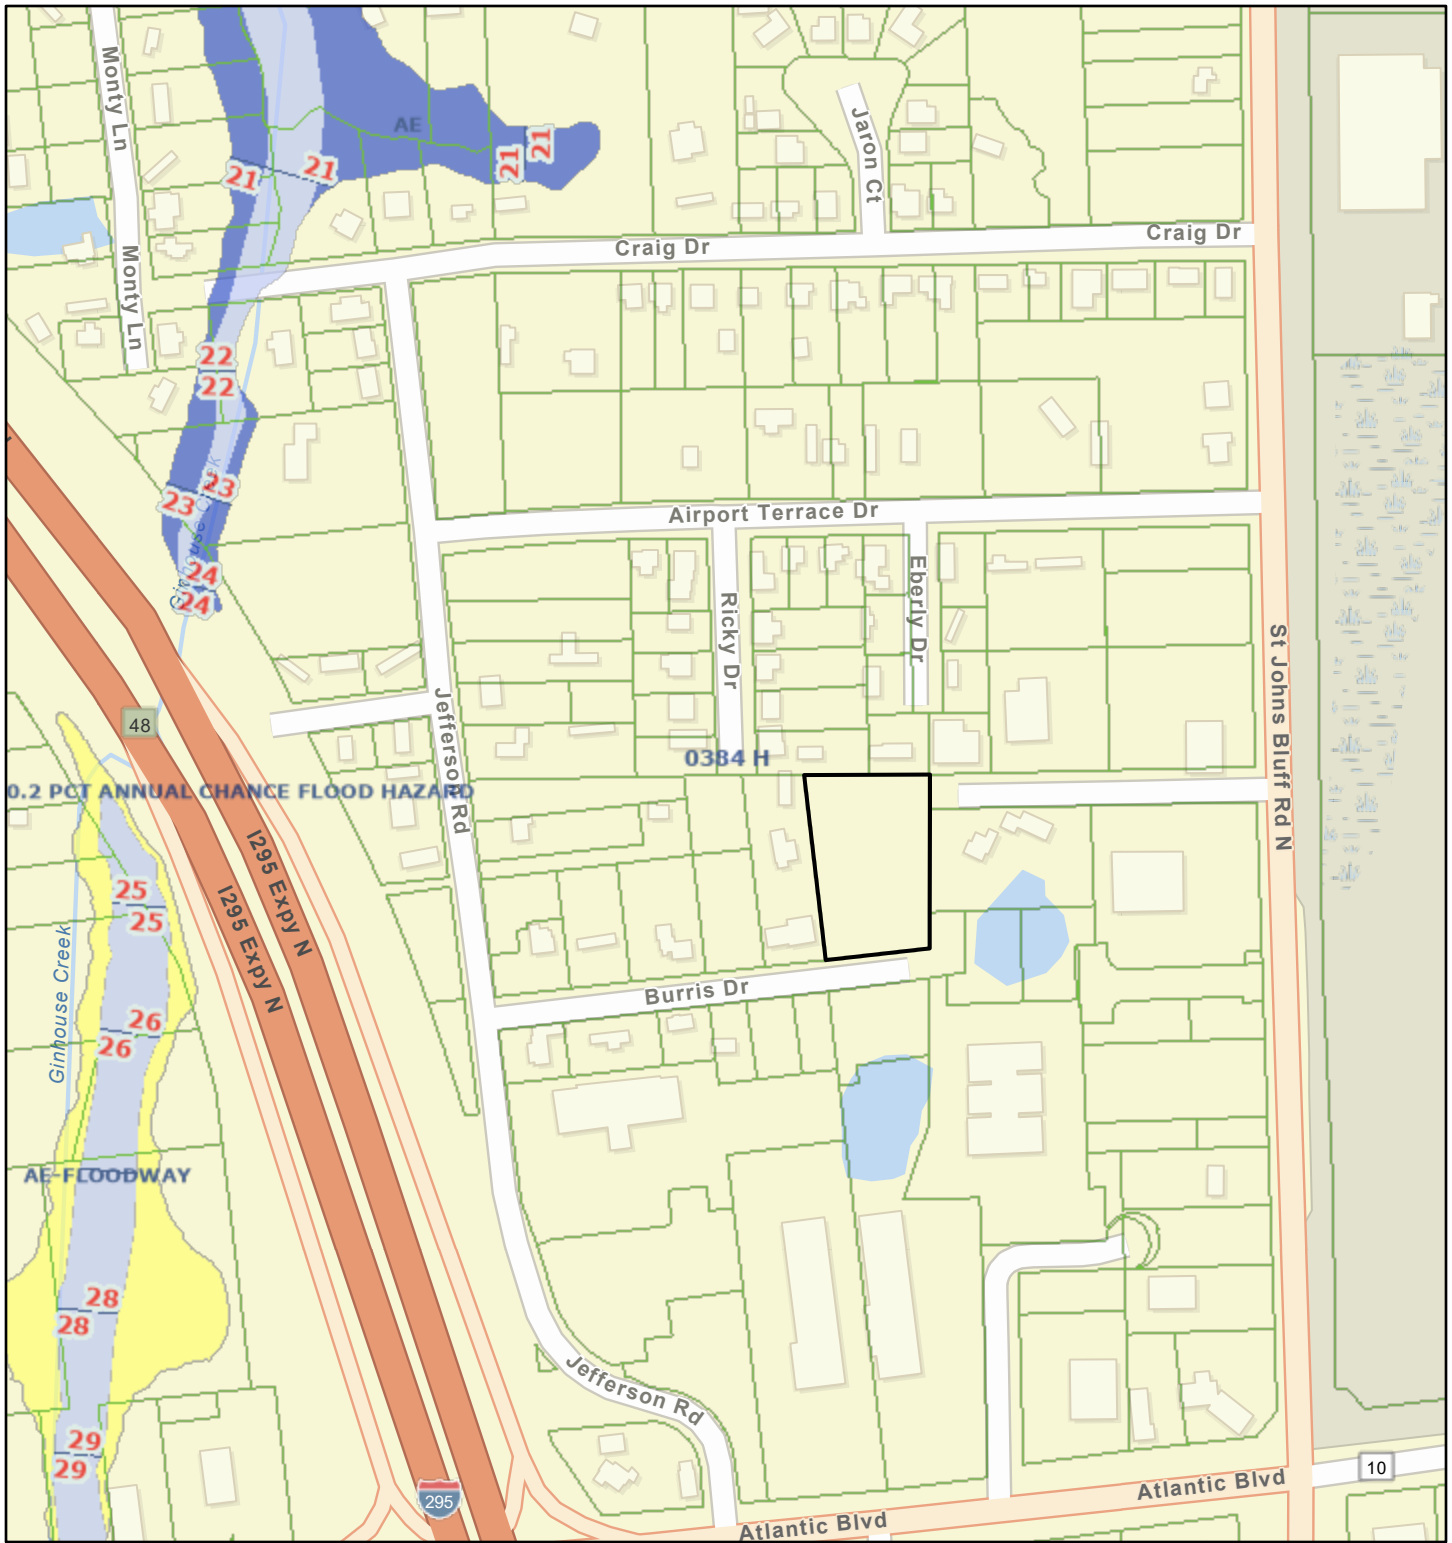 Monty Ln
AE
21
21
21
21
Jaron Ct
Monty Ln
Craig Dr
Craig Dr
22
22
23
23
Ginhouse Creek
24
24
Airport Terrace Dr
Eberly Dr
Ricky Dr
St Johns Bluff Rd N
Jefferson Rd
48
0384 H
0.2 PCT ANNUAL CHANCE FLOOD HAZARD
I295 Expy N
I295 Expy N
25
25
Ginhouse Creek
Burris Dr
26
26
AE-FLOODWAY
28
28
Jefferson Rd
29
29
295
10
Atlantic Blvd
Atlantic Blvd